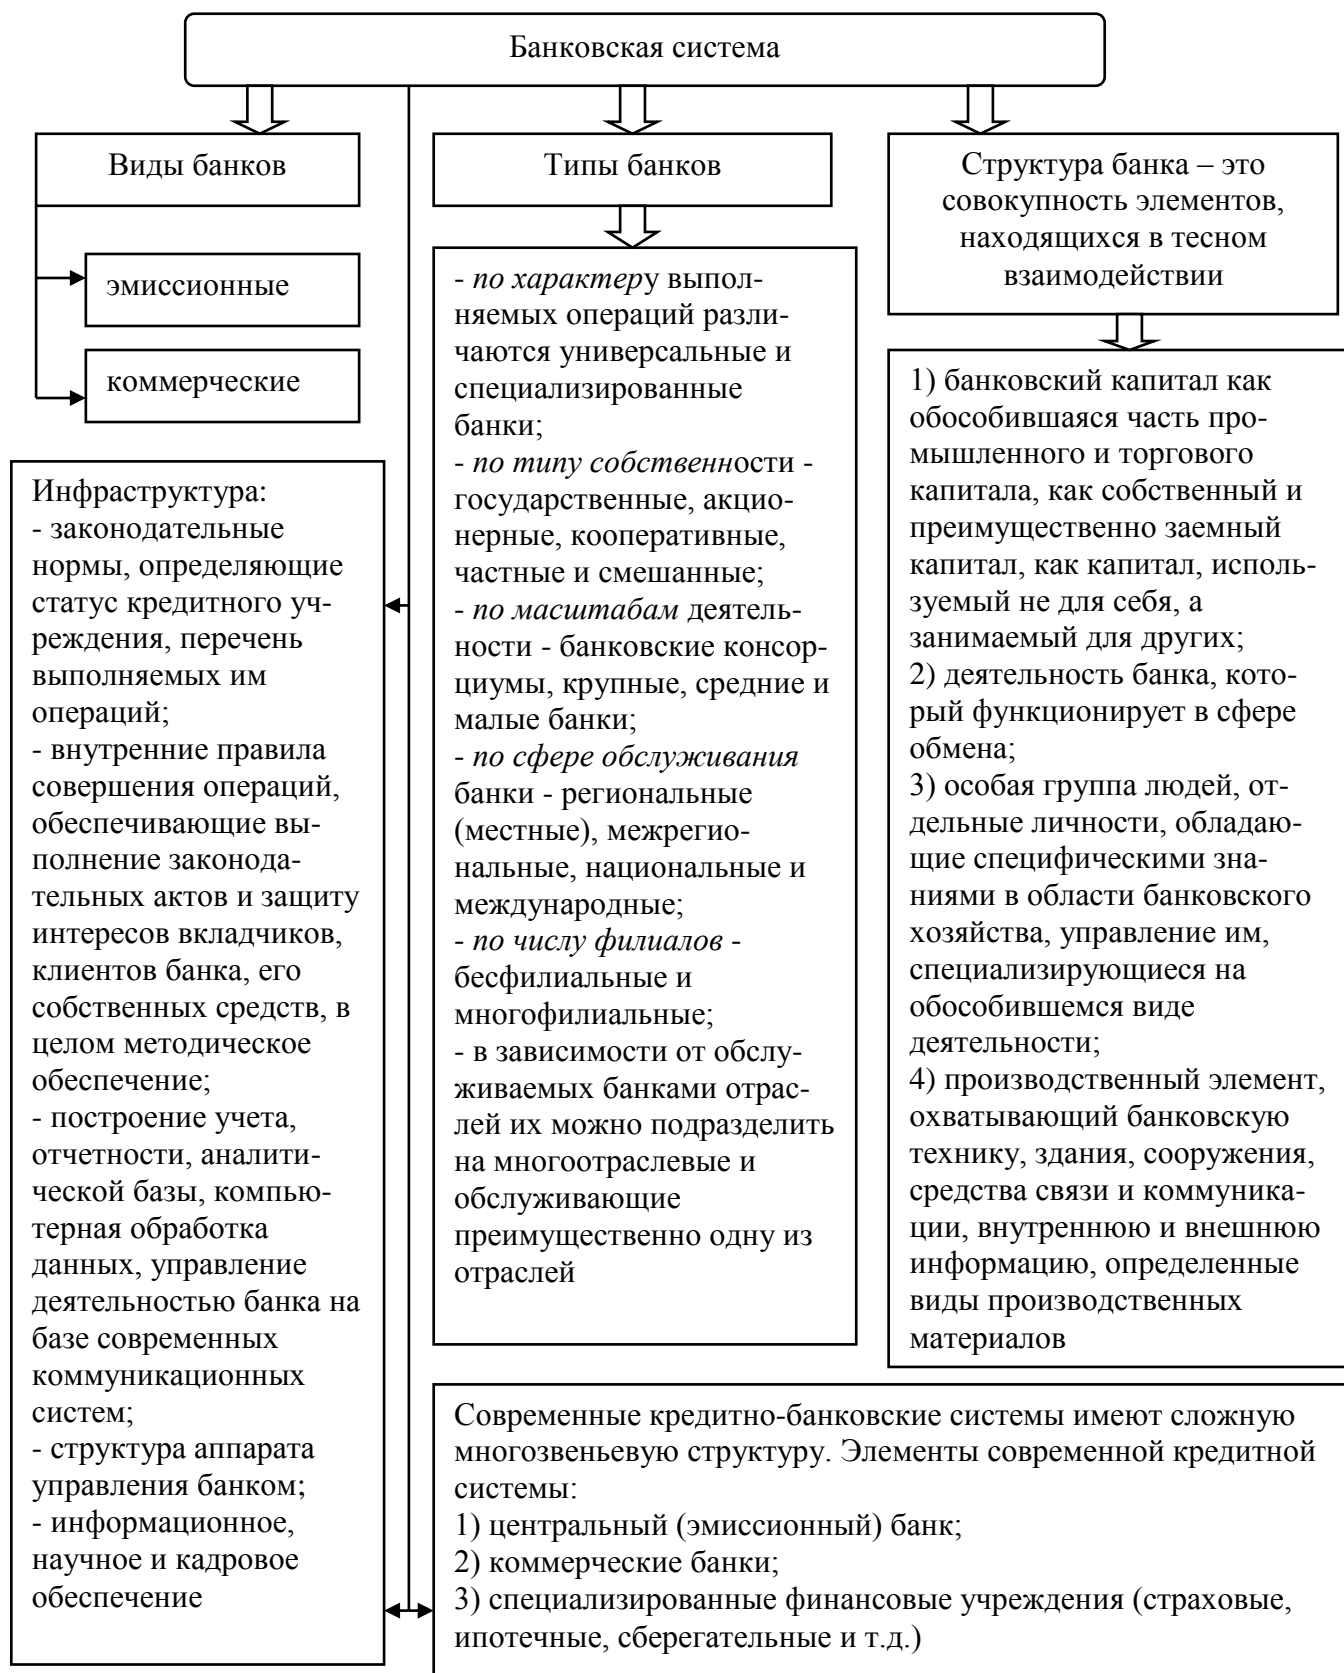 Банковская система
Виды банков
эмиссионные
коммерческие
Инфраструктура:
- законодательные
нормы, определяющие
статус кредитного уч-
реждения, перечень
выполняемых им
операций;
- внутренние правила
совершения операций,
обеспечивающие вы-
полнение законода-
тельных актов и защиту
интересов вкладчиков,
клиентов банка, его
собственных средств, в
целом методическое
обеспечение;
- построение учета,
отчетности, аналити-
ческой базы, компью-
терная обработка
данных, управление
деятельностью банка на
базе современных
коммуникационных
систем;
- структура аппарата
управления банком;
- информационное,
научное и кадровое
обеспечение
Типы банков
- по характеру выпол-
няемых операций разли-
чаются универсальные и
специализированные
банки;
- по типу собственности -
государственные, акцио-
нерные, кооперативные,
частные и смешанные;
- по масштабам деятель-
ности - банковские консор-
циумы, крупные, средние и
малые банки;
- по сфере обслуживания
банки - региональные
(местные), межрегио-
нальные, национальные и
международные;
- по числу филиалов -
бесфилиальные и
многофилиальные;
- в зависимости от обслу-
живаемых банками отрас-
лей их можно подразделить
на многоотраслевые и
обслуживающие
преимущественно одну из
отраслей
Структура банка – это
совокупность элементов,
находящихся в тесном
взаимодействии
1) банковский капитал как
обособившаяся часть про-
мышленного и торгового
капитала, как собственный и
преимущественно заемный
капитал, как капитал, исполь-
зуемый не для себя, а
занимаемый для других;
2) деятельность банка, кото-
рый функционирует в сфере
обмена;
3) особая группа людей, от-
дельные личности, обладаю-
щие специфическими зна-
ниями в области банковского
хозяйства, управление им,
специализирующиеся на
обособившемся виде
деятельности;
4) производственный элемент,
охватывающий банковскую
технику, здания, сооружения,
средства связи и коммуника-
ции, внутреннюю и внешнюю
информацию, определенные
виды производственных
материалов
Современные кредитно-банковские системы имеют сложную
многозвеньевую структуру. Элементы современной кредитной
системы:
1) центральный (эмиссионный) банк;
2) коммерческие банки;
3) специализированные финансовые учреждения (страховые,
ипотечные, сберегательные и т.д.)